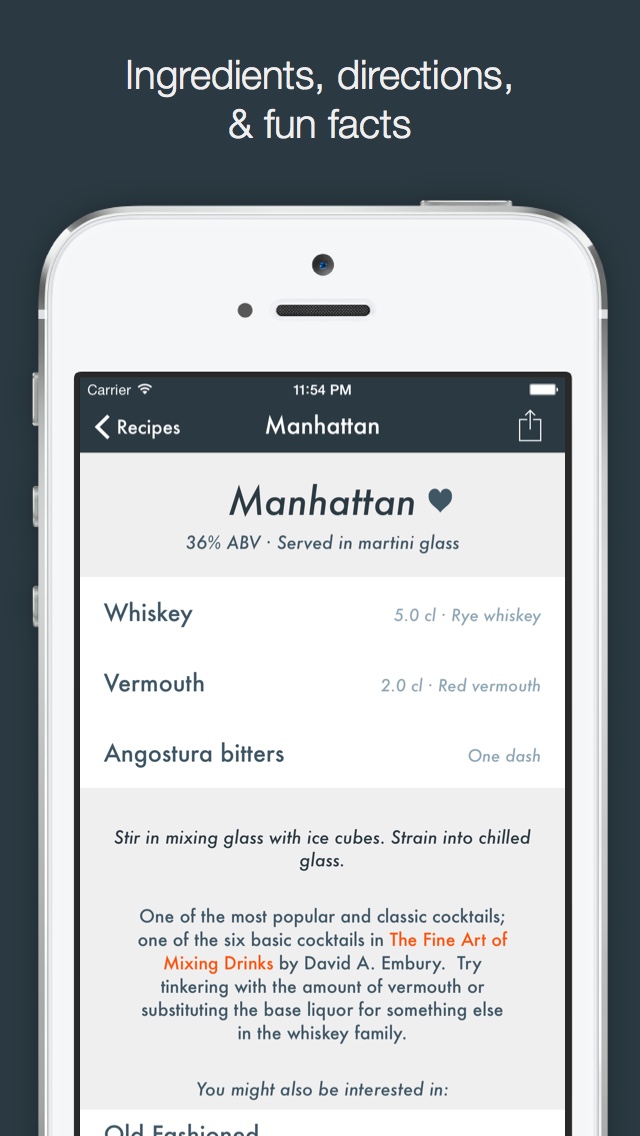 Ingredients, directions,
& fun facts
Carrier 11:54 PM
Recipes Manhattan
Manhattan
36% ABV · Served in martini glass
Whiskey 5.0 cl · Rye whiskey
Vermouth 2.0 cl · Red vermouth
Angostura bitters One dash
Stir in mixing glass with ice cubes. Strain into chilled
glass.
One of the most popular and classic cocktails;
one of the six basic cocktails in The Fine Art of
Mixing Drinks by David A. Embury. Try
tinkering with the amount of vermouth or
substituting the base liquor for something else
in the whiskey family.
You might also be interested in:
Old Fashioned